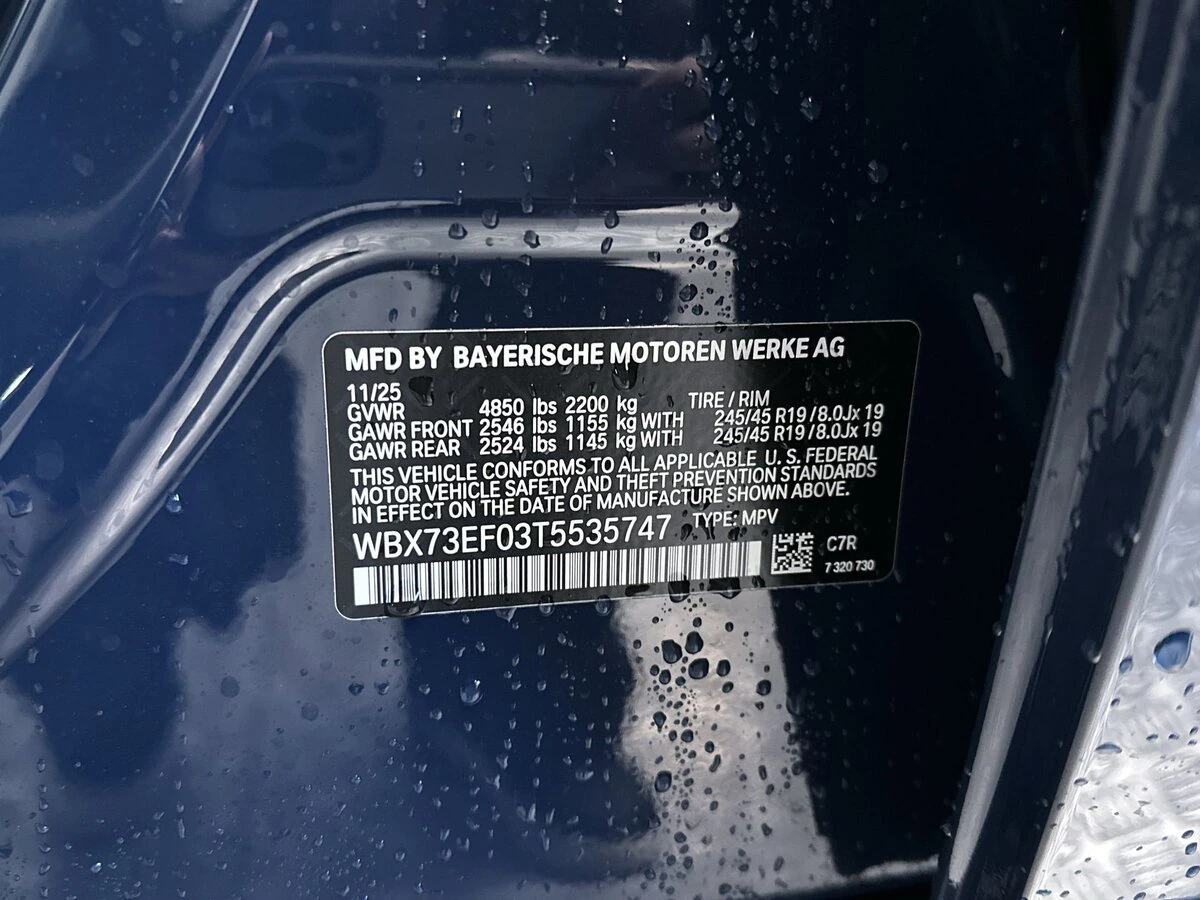 MFD BY BAYERISCHE MOTOREN WERKE AG
11/25 TIRE / RIM
GVWR 4850 lbs 2200 kg
GAWR FRONT 2546 lbs 1155 kg WITH 245/45 R19 / 8.0Jx 19
GAWR REAR 2524 lbs 1145 kg WITH 245/45 R19 / 8.0Jx 19
THIS VEHICLE CONFORMS TO ALL APPLICABLE U. S. FEDERAL
MOTOR VEHICLE SAFETY AND THEFT PREVENTION STANDARDS
IN EFFECT ON THE DATE OF MANUFACTURE SHOWN ABOVE.
WBX73EF03T5535747 TYPE: MPV
C7R
7 320 730